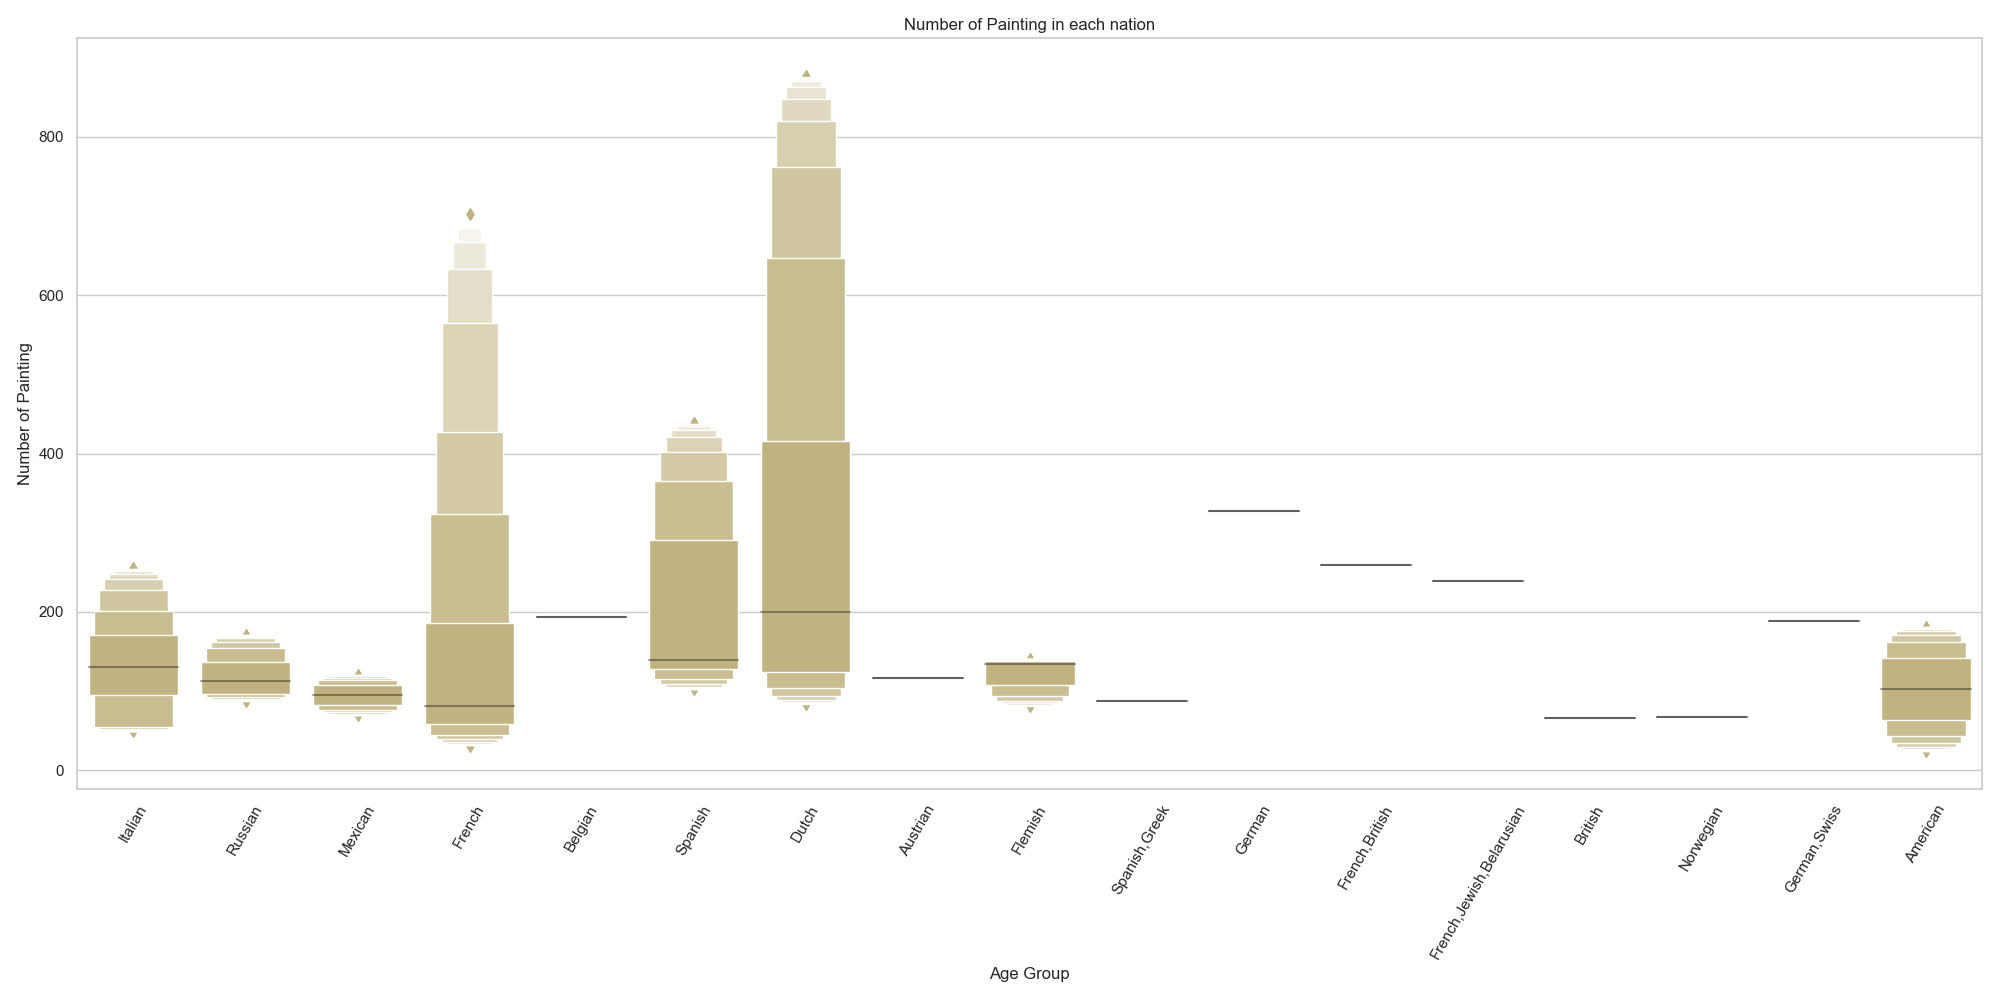 Number of Painting in each nation
Number of Painting
800
600
400
200
0
Italian
Russian
Mexican
French
Belgian
Spanish
Dutch
Austrian
Flemish
Spanish,Greek
German
French,British
French,Jewish,Belarusian
British
Norwegian
German,Swiss
American
Age Group